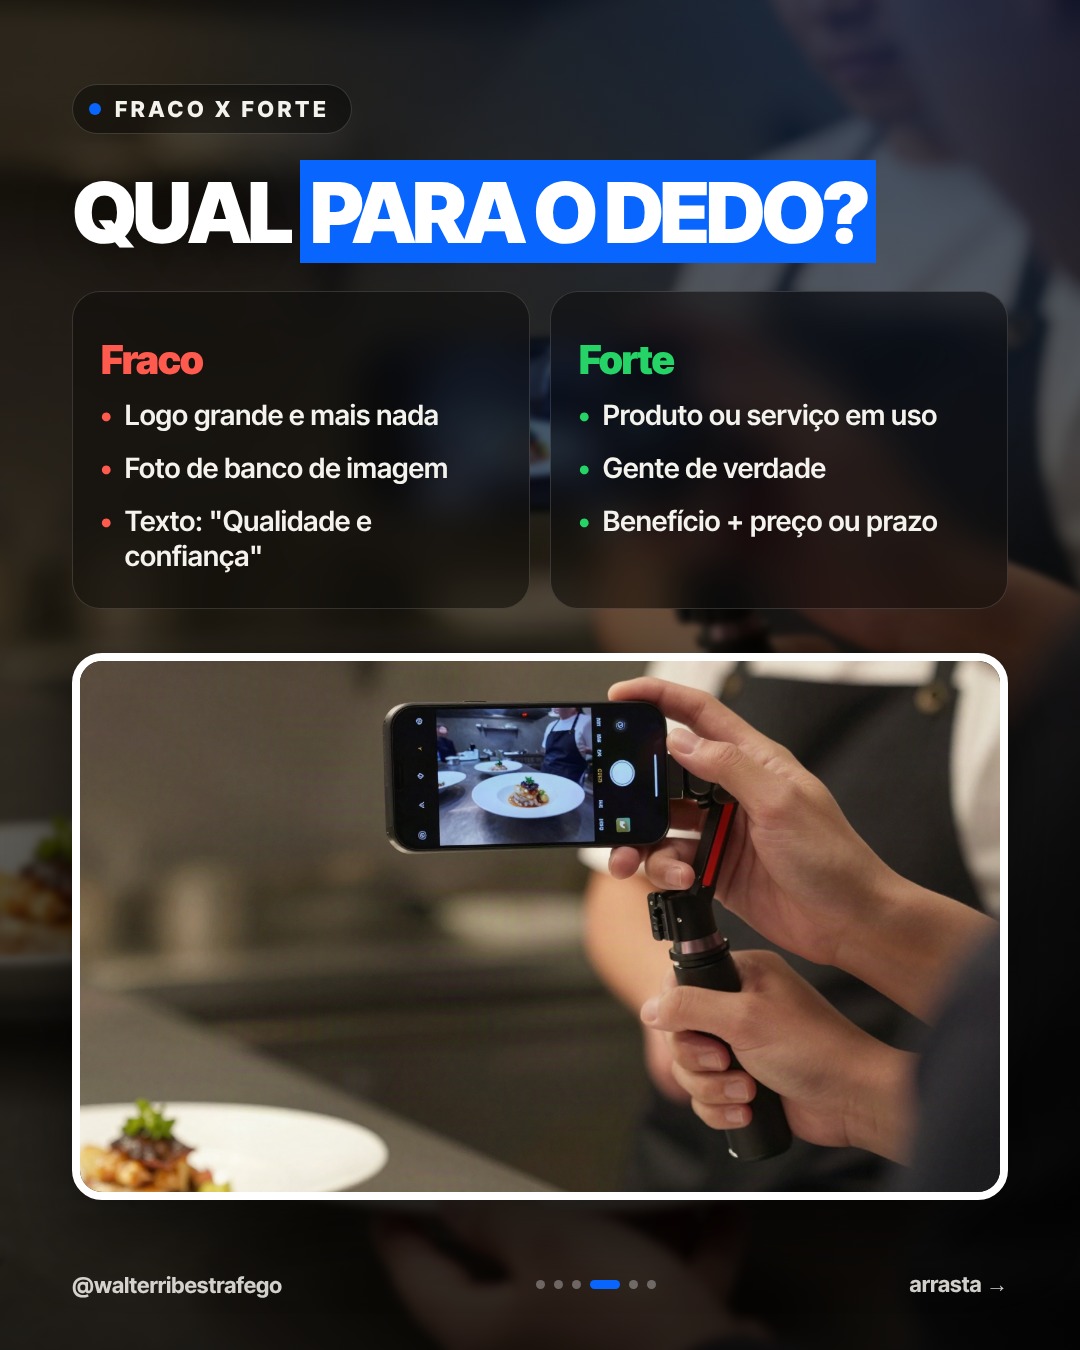 FRACO X FORTE
QUAL PARA O DEDO?
Fraco
• Logo grande e mais nada
• Foto de banco de imagem
• Texto: "Qualidade e
confiança"
Forte
• Produto ou serviço em uso
• Gente de verdade
• Benefício + preço ou prazo
@walterribestrafego
arrasta →